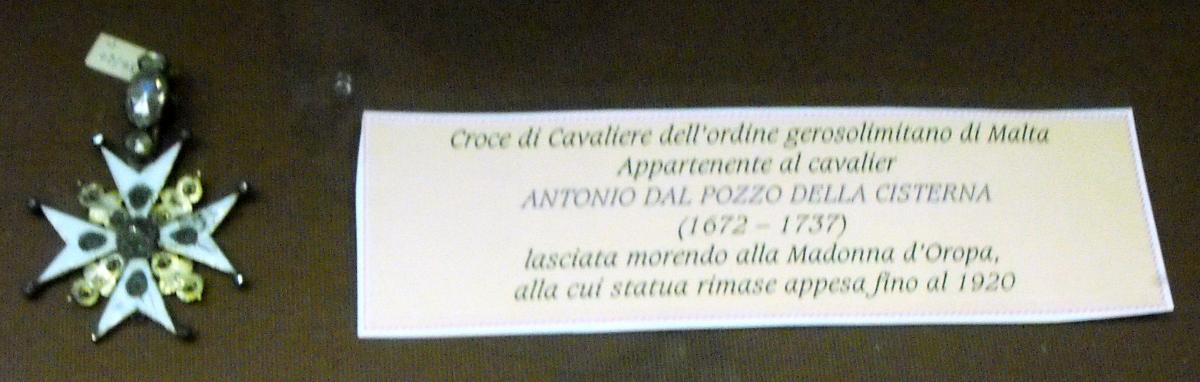 Croce di Cavaliere dell'ordine gerosolimitano di Malta
Appartenente al cavalier
ANTONIO DAL POZZO DELLA CISTERNA
(1672 – 1737)
lasciata morendo alla Madonna d'Oropa,
alla cui statua rimase appesa fino al 1920